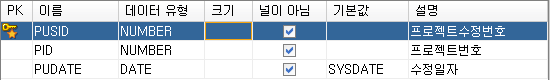 PK 이름 데이터 유형 크기 널이 아님 기본값 설명
PUSID NUMBER 프로젝트수정번호
PID NUMBER 프로젝트번호
PUDATE DATE SYSDATE 수정일자